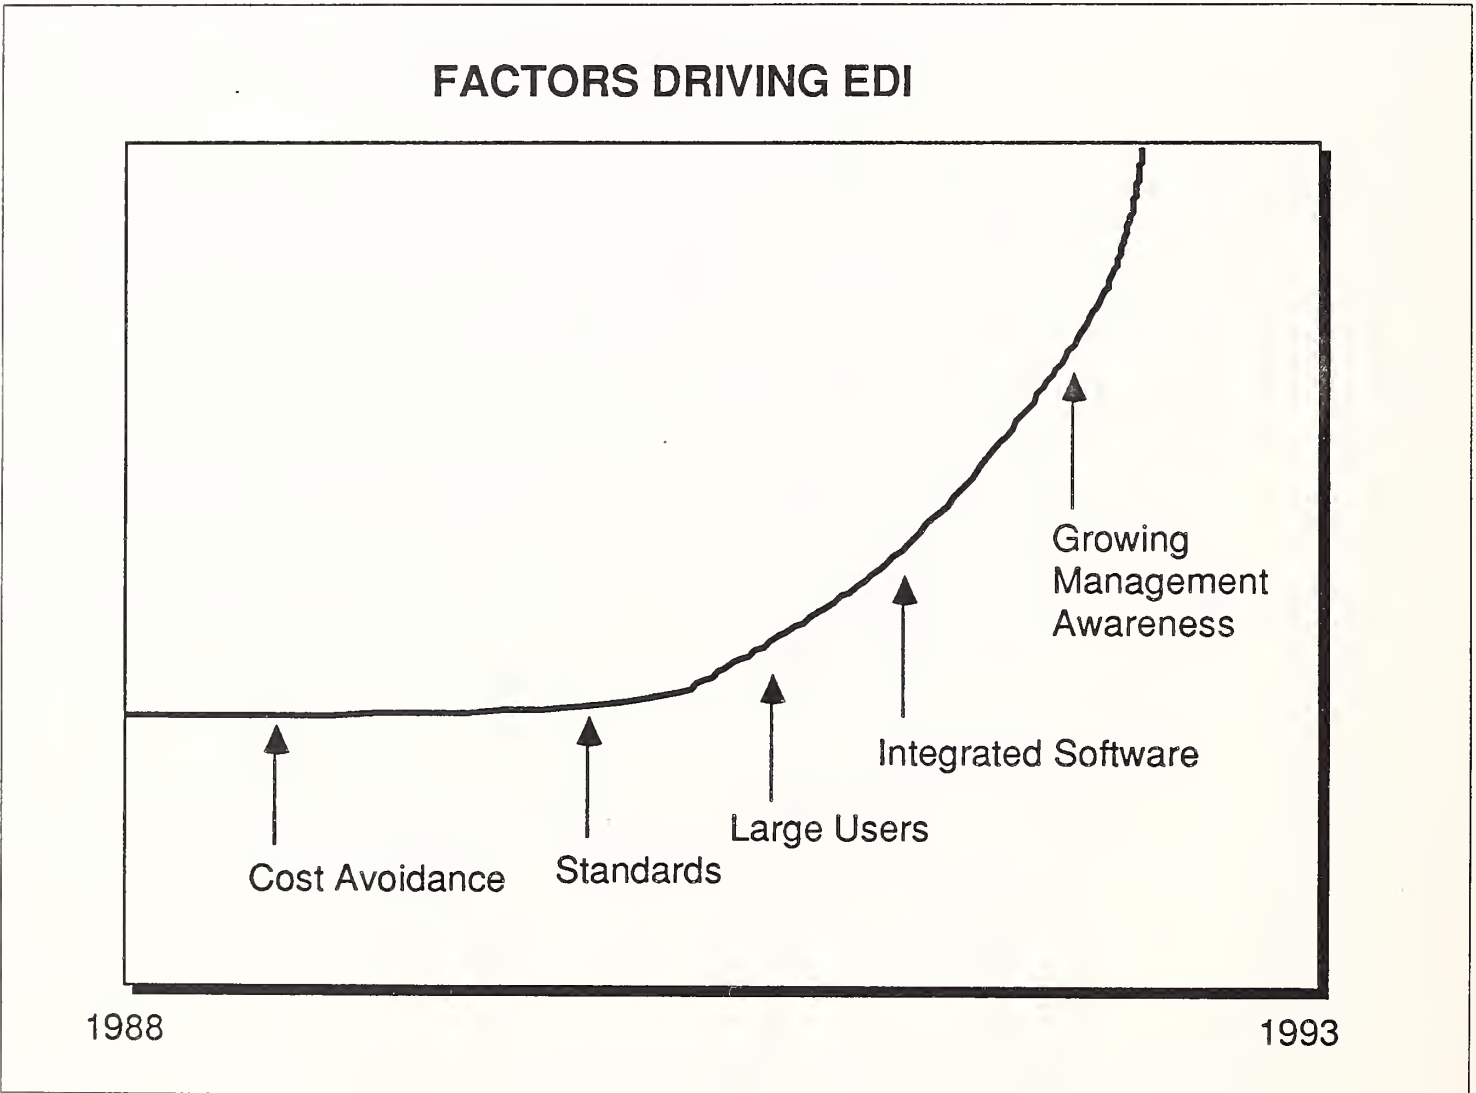 FACTORS DRIVING EDI
Growing
Management
Awareness
Integrated Software
Large Users
Standards
Cost Avoidance
1988
1993